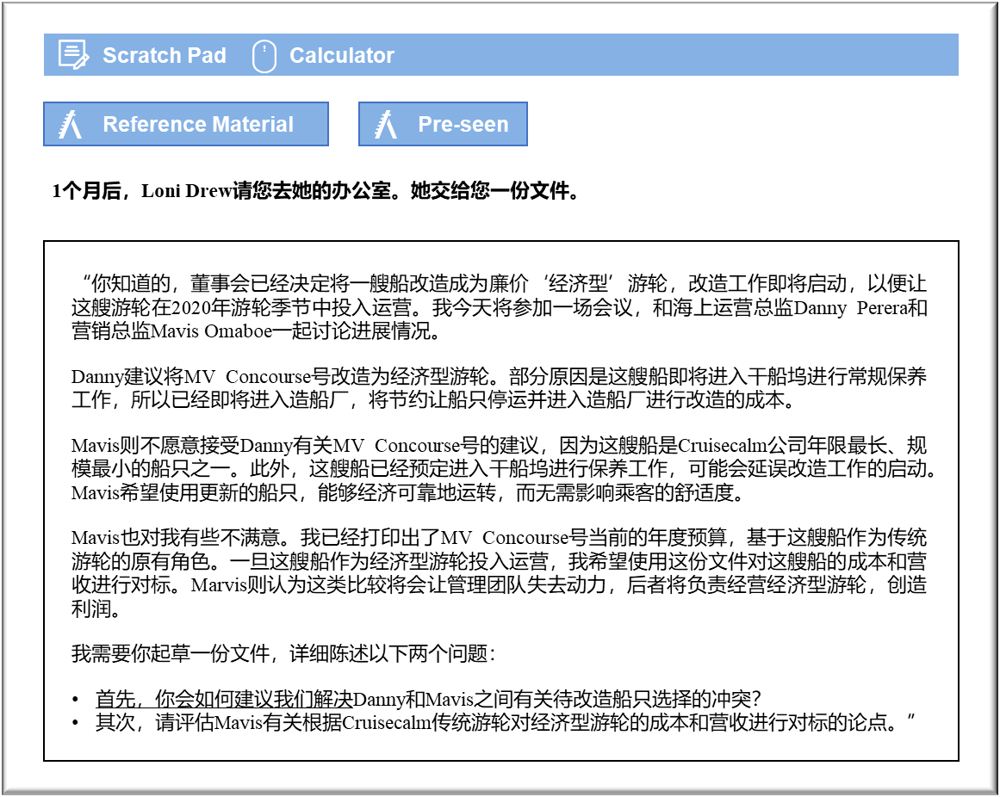 Scratch Pad Calculator
Reference Material Pre-seen
1个月后，Loni Drew请您去她的办公室。她交给您一份文件。
“你知道的，董事会已经决定将一艘船改造成为廉价‘经济型’游轮，改造工作即将启动，以便让
这艘游轮在2020年游轮季节中投入运营。我今天将参加一场会议，和海上运营总监Danny Perera和
营销总监Mavis Omaboe一起讨论进展情况。
Danny建议将MV Concourse号改造为经济型游轮。部分原因是这艘船即将进入干船坞进行常规保养
工作，所以已经即将进入造船厂，将节约让船只停运并进入造船厂进行改造的成本。
Mavis则不愿意接受Danny有关MV Concourse号的建议，因为这艘船是Cruisecalm公司年限最长、规
模最小的船只之一。此外，这艘船已经预定进入干船坞进行保养工作，可能会延误改造工作的启动。
Mavis希望使用更新的船只，能够经济可靠地运转，而无需影响乘客的舒适度。
Mavis也对我有些不满意。我已经打印出了MV Concourse号当前的年度预算，基于这艘船作为传统
游轮的原有角色。一旦这艘船作为经济型游轮投入运营，我希望使用这份文件对这艘船的成本和营
收进行对标。Marvis则认为这类比较将会让管理团队失去动力，后者将负责经营经济型游轮，创造
利润。
我需要你起草一份文件，详细陈述以下两个问题：
• 首先，你会如何建议我们解决Danny和Mavis之间有关待改造船只选择的冲突？
• 其次，请评估Mavis有关根据Cruisecalm传统游轮对经济型游轮的成本和营收进行对标的论点。”